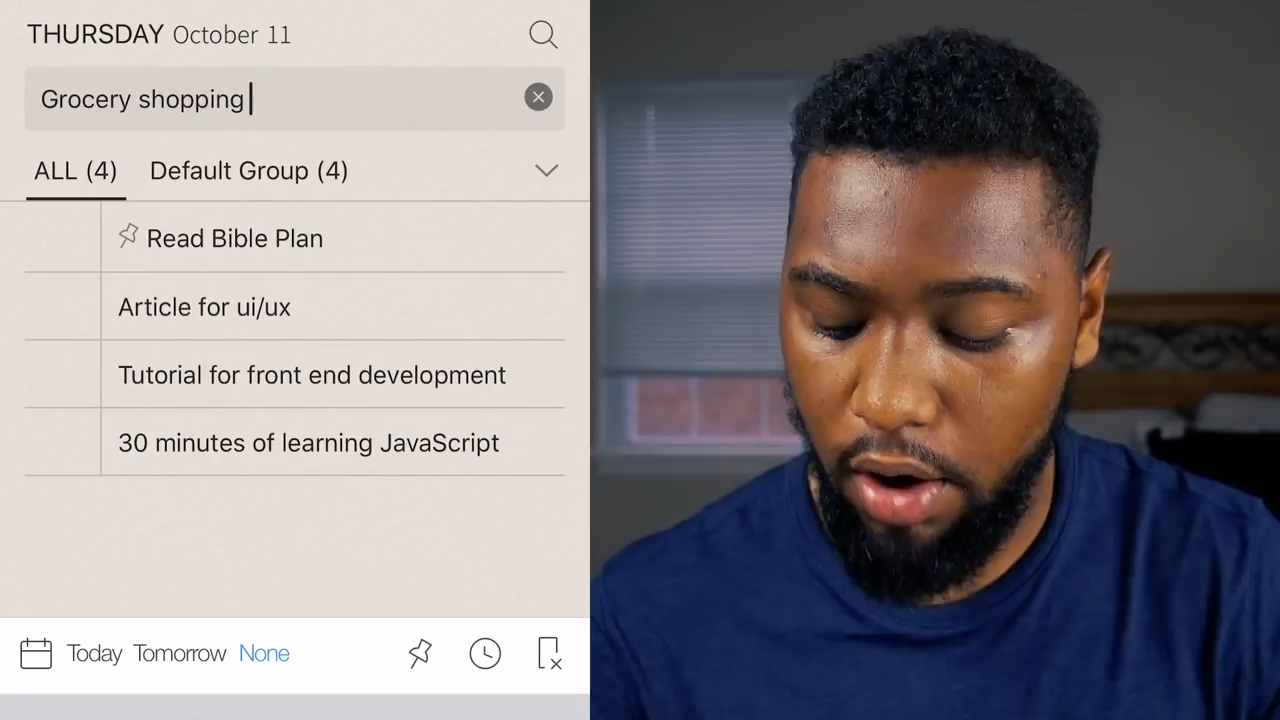 THURSDAY October 11
Grocery shopping
ALL (4) Default Group (4)
Read Bible Plan
Article for ui/ux
Tutorial for front end development
30 minutes of learning JavaScript
Today Tomorrow None